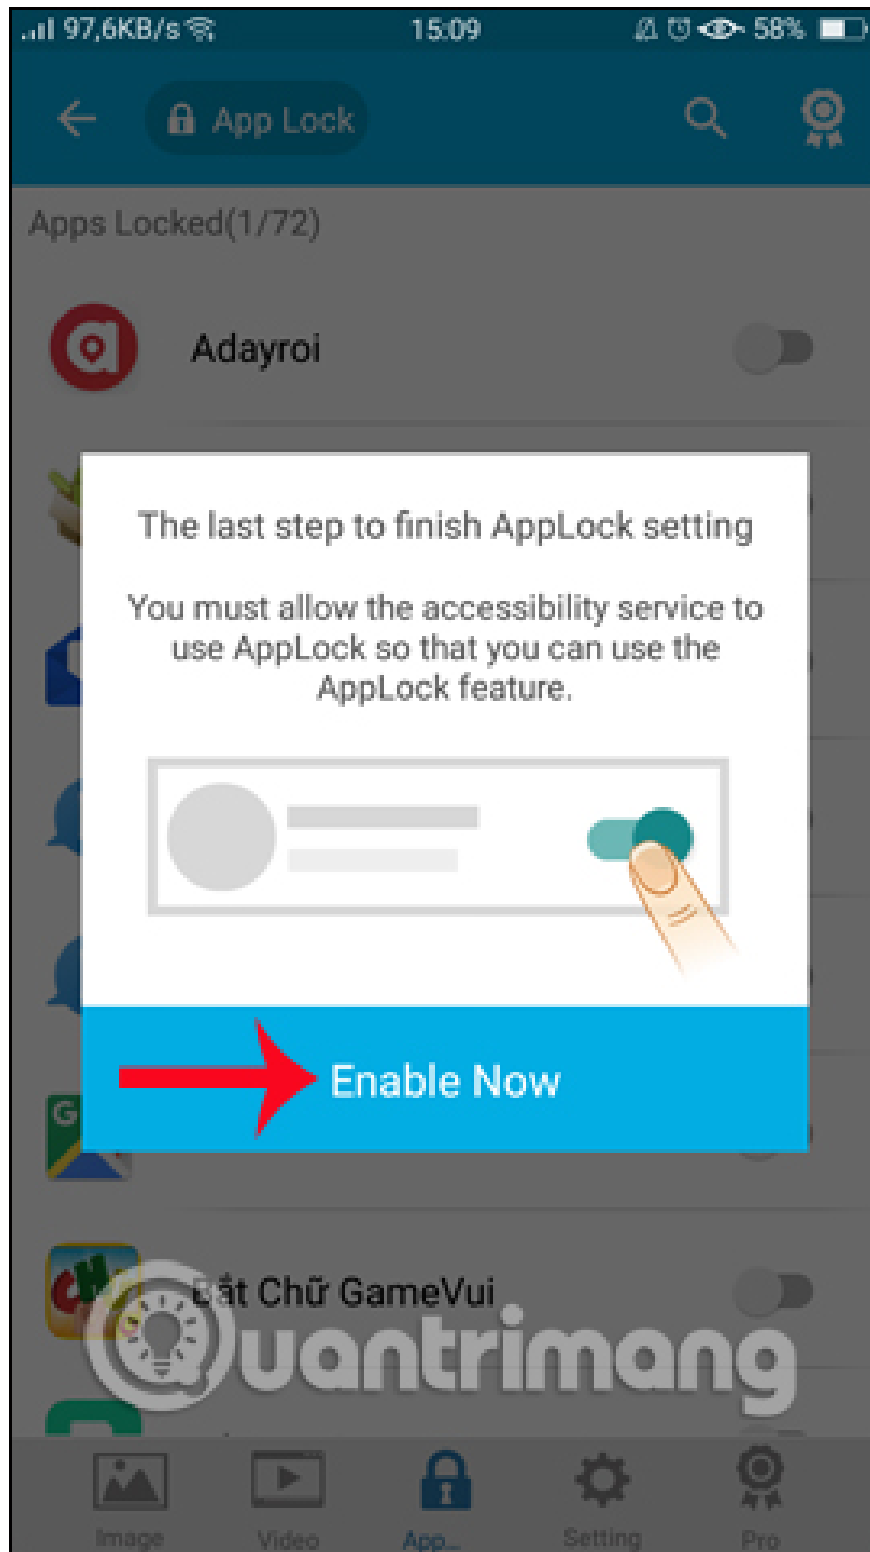 97,6KB/s 15:09 58%
App Lock
Apps Locked(1/72)
Adayroi
The last step to finish AppLock setting
You must allow the accessibility service to
use AppLock so that you can use the
AppLock feature.
Enable Now
G
Bắt Chữ GameVui
Quantrimang
Image Video App... Setting Pro